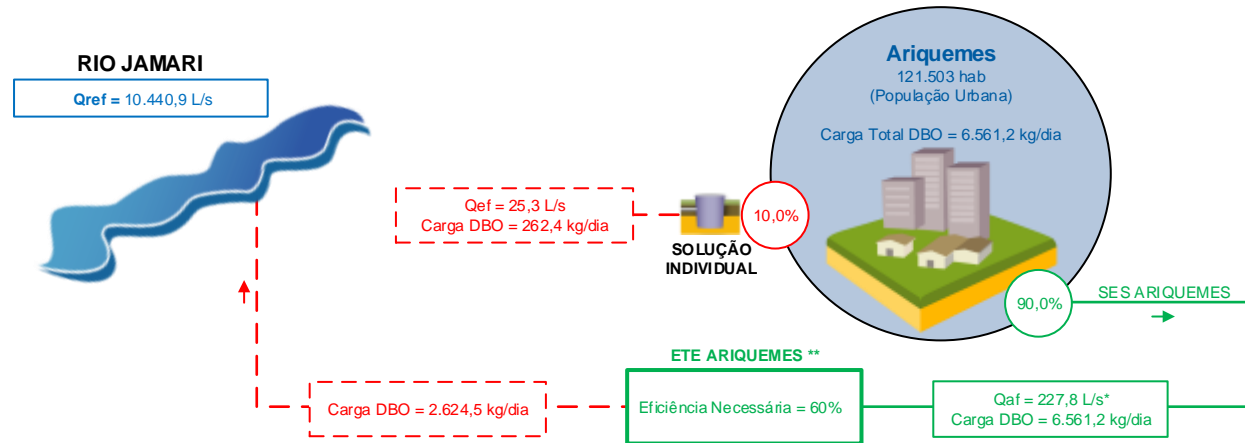 RIO JAMARI
Qref = 10.440,9 L/s
Ariquemes
121.503 hab
(População Urbana)
Carga Total DBO = 6.561,2 kg/dia
Qef = 25,3 L/s
Carga DBO = 262,4 kg/dia
SOLUÇÃO
INDIVIDUAL
10,0%
90,0%
SES ARIQUEMES
ETE ARIQUEMES **
Carga DBO = 2.624,5 kg/dia
Eficiência Necessária = 60%
Qaf = 227,8 L/s*
Carga DBO = 6.561,2 kg/dia